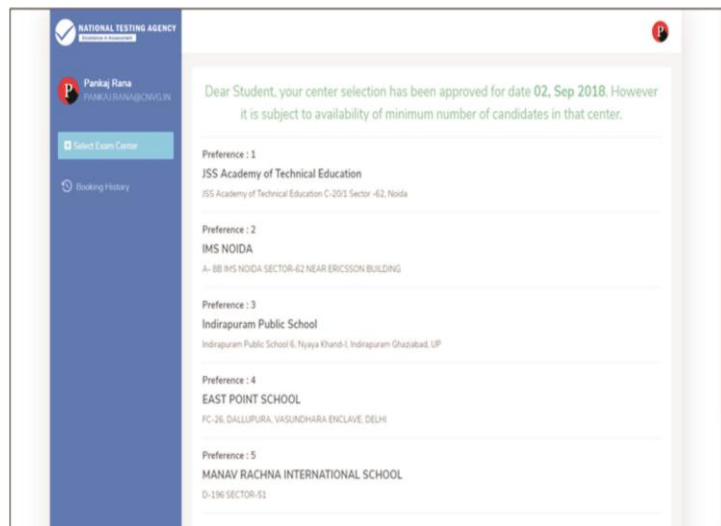 NATIONAL TESTING AGENCY
Excellence in Assessment
P
P
Pankaj Rana
PANKAJ.RANA@CNVG.IN
Select Exam Center
Booking History
Dear Student, your center selection has been approved for date 02, Sep 2018. However
it is subject to availability of minimum number of candidates in that center.
Preference : 1
JSS Academy of Technical Education
JSS Academy of Technical Education C-20/1 Sector -62, Noida
Preference : 2
IMS NOIDA
A- 8B IMS NOIDA SECTOR-62 NEAR ERICSSON BUILDING
Preference : 3
Indirapuram Public School
Indirapuram Public School 6, Nyaya Khand-I, Indirapuram Ghaziabad, UP
Preference : 4
EAST POINT SCHOOL
FC-26, DALLUPURA, VASUNDHARA ENCLAVE, DELHI
Preference : 5
MANAV RACHNA INTERNATIONAL SCHOOL
D-196 SECTOR-51